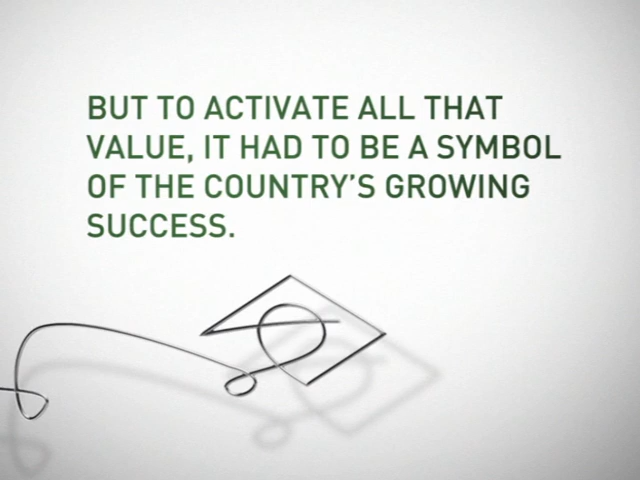 BUT TO ACTIVATE ALL THAT
VALUE, IT HAD TO BE A SYMBOL
OF THE COUNTRY'S GROWING
SUCCESS.